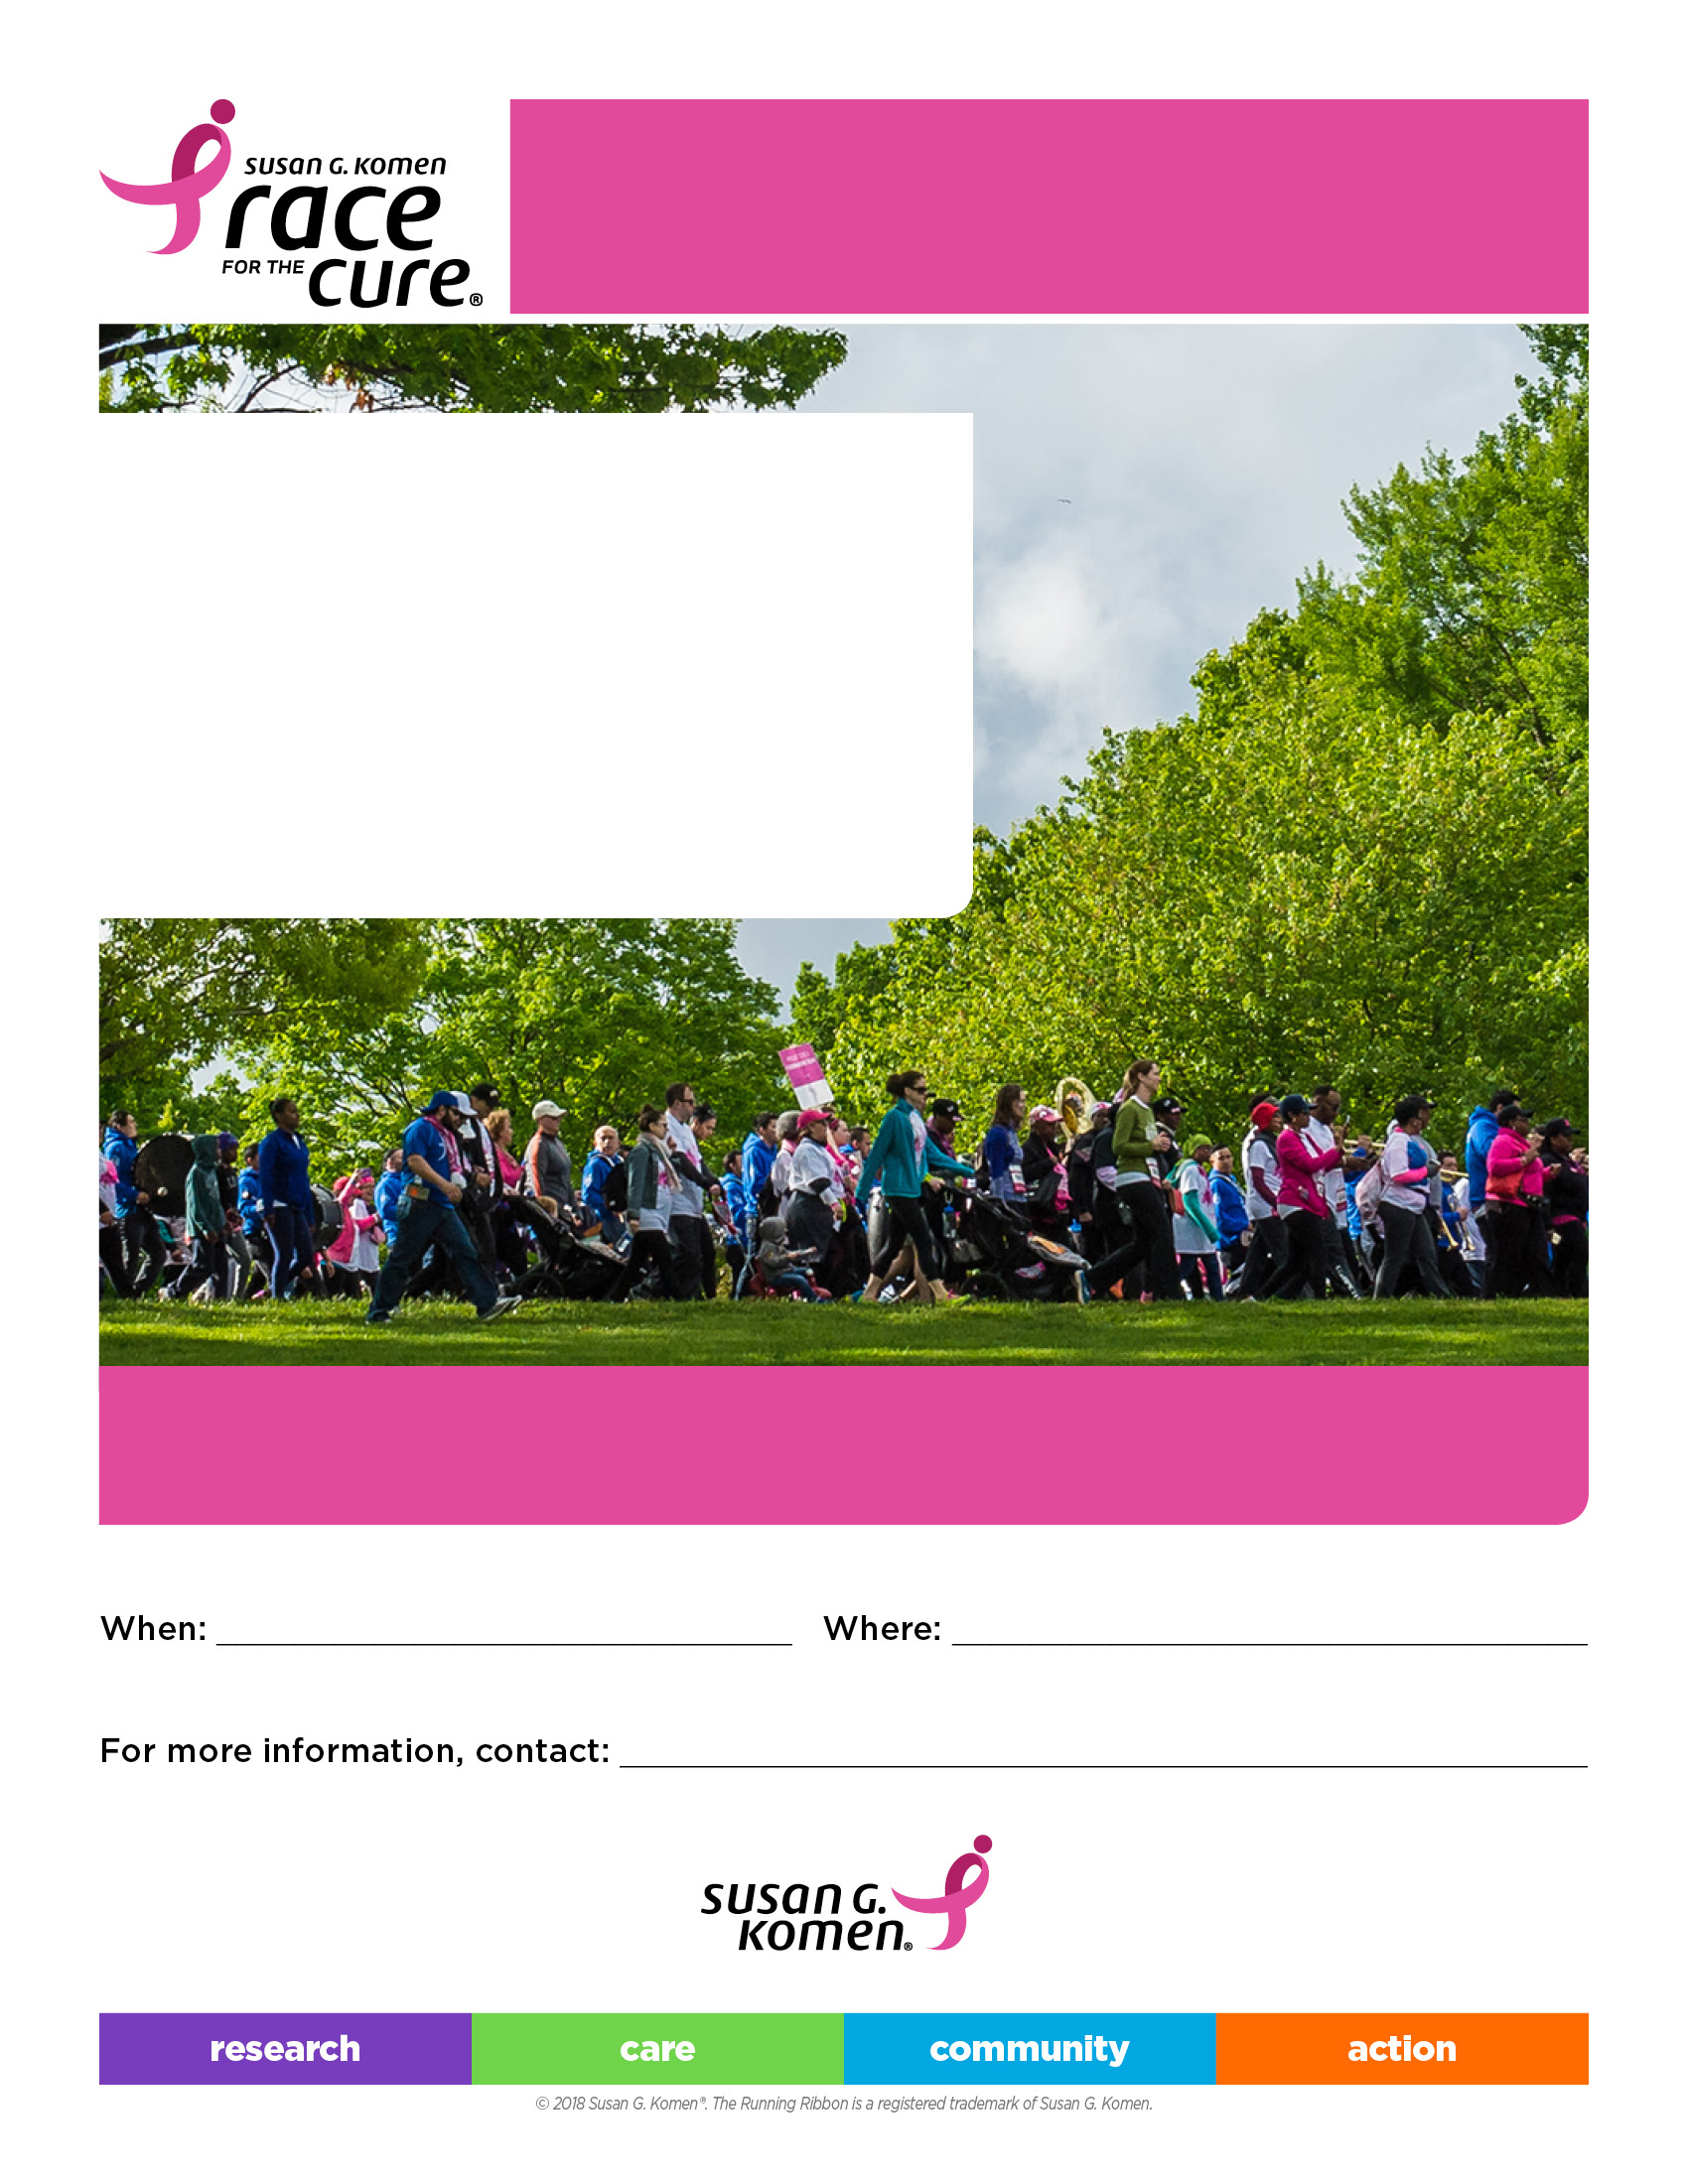 susan G. komen
race
FOR THE cure®
When:
Where:
For more information, contact:
susan G.
komen®
research
care
community
action
© 2018 Susan G. Komen®. The Running Ribbon is a registered trademark of Susan G. Komen.